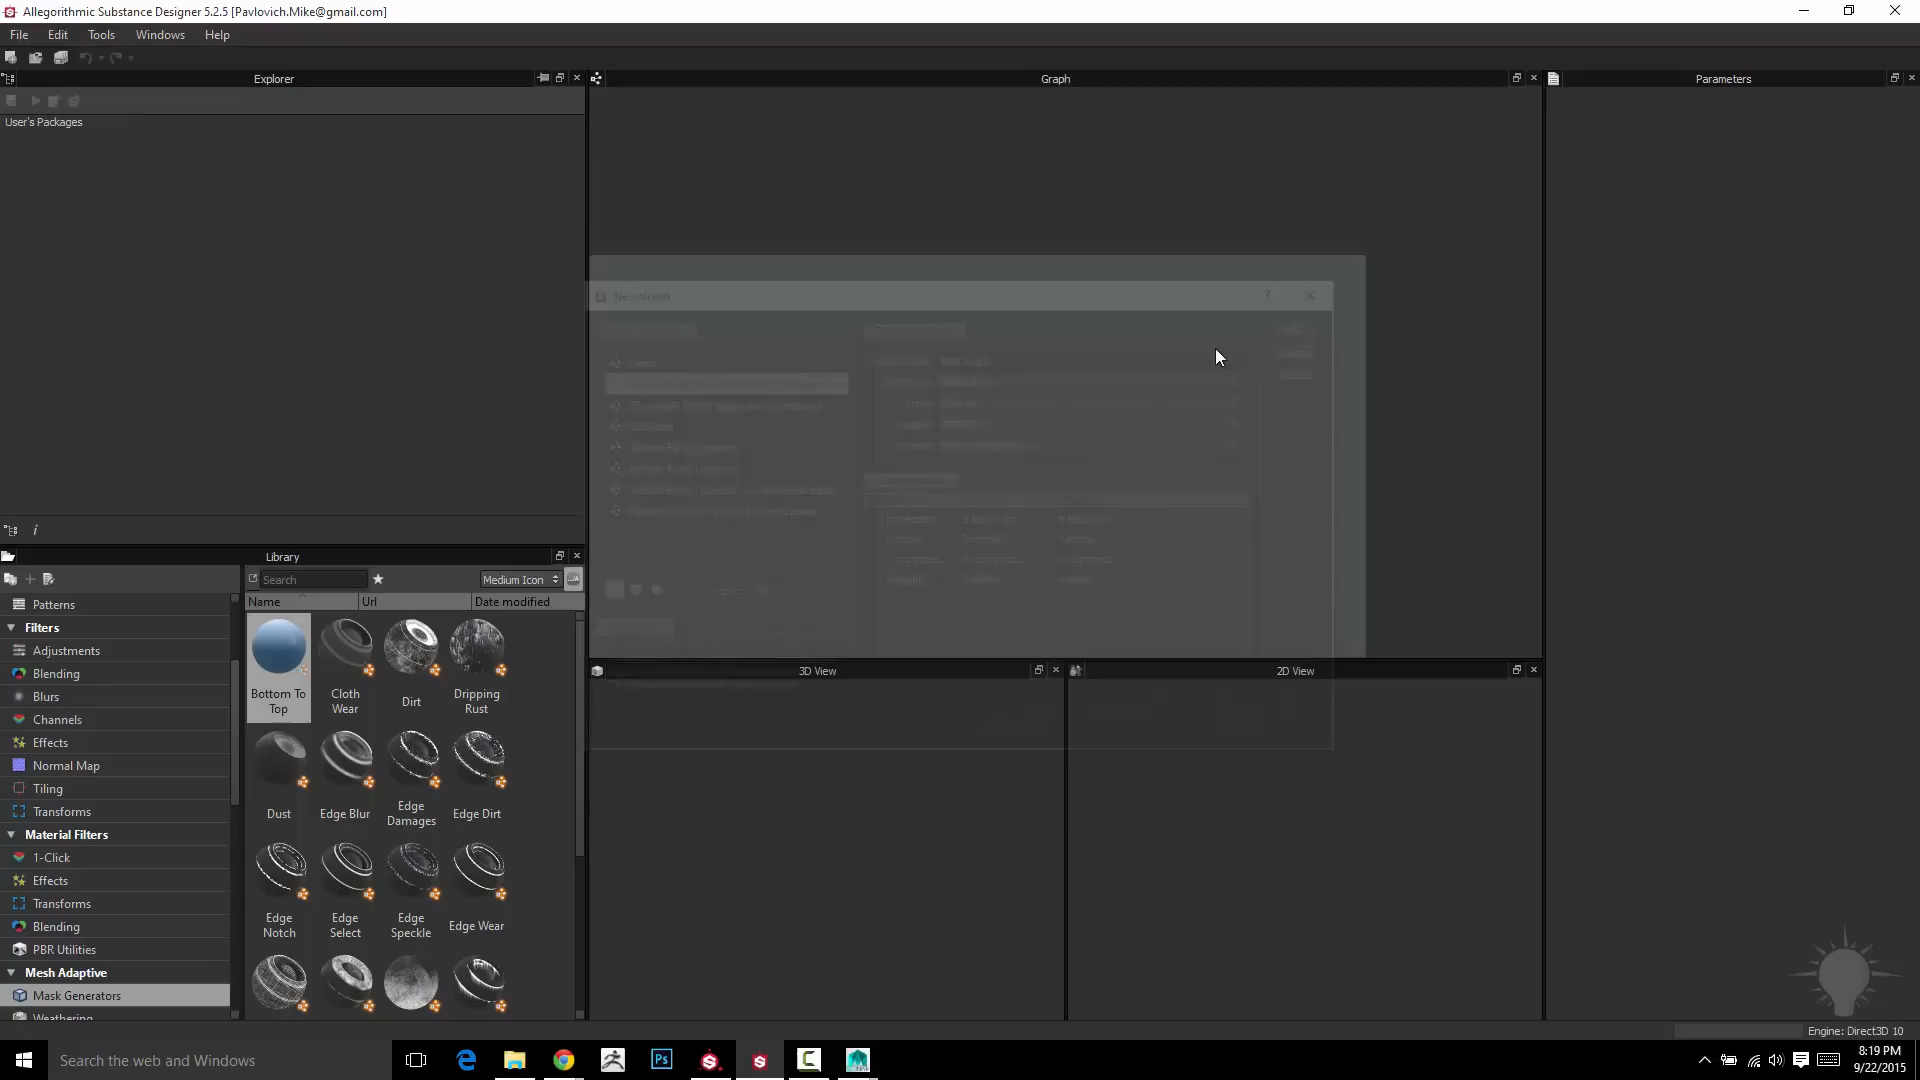 Allegorithmic Substance Designer 5.2.5 [Pavlovich.Mike@gmail.com]
File Edit Tools Windows Help
Explorer
Graph
Parameters
User's Packages
i
Library
3D View
2D View
Search
Medium Icon
Name Url Date modified
Patterns
Filters
Adjustments
Blending
Blurs
Channels
Effects
Normal Map
Tiling
Transforms
Material Filters
1-Click
Effects
Transforms
Blending
PBR Utilities
Mesh Adaptive
Mask Generators
Weathering
Bottom To
Top
Cloth
Wear
Dirt
Dripping
Rust
Dust
Edge Blur
Edge
Damages
Edge Dirt
Edge
Notch
Edge
Select
Edge
Speckle
Edge Wear
Engine: Direct3D 10
Search the web and Windows
Ps
8:19 PM
9/22/2015